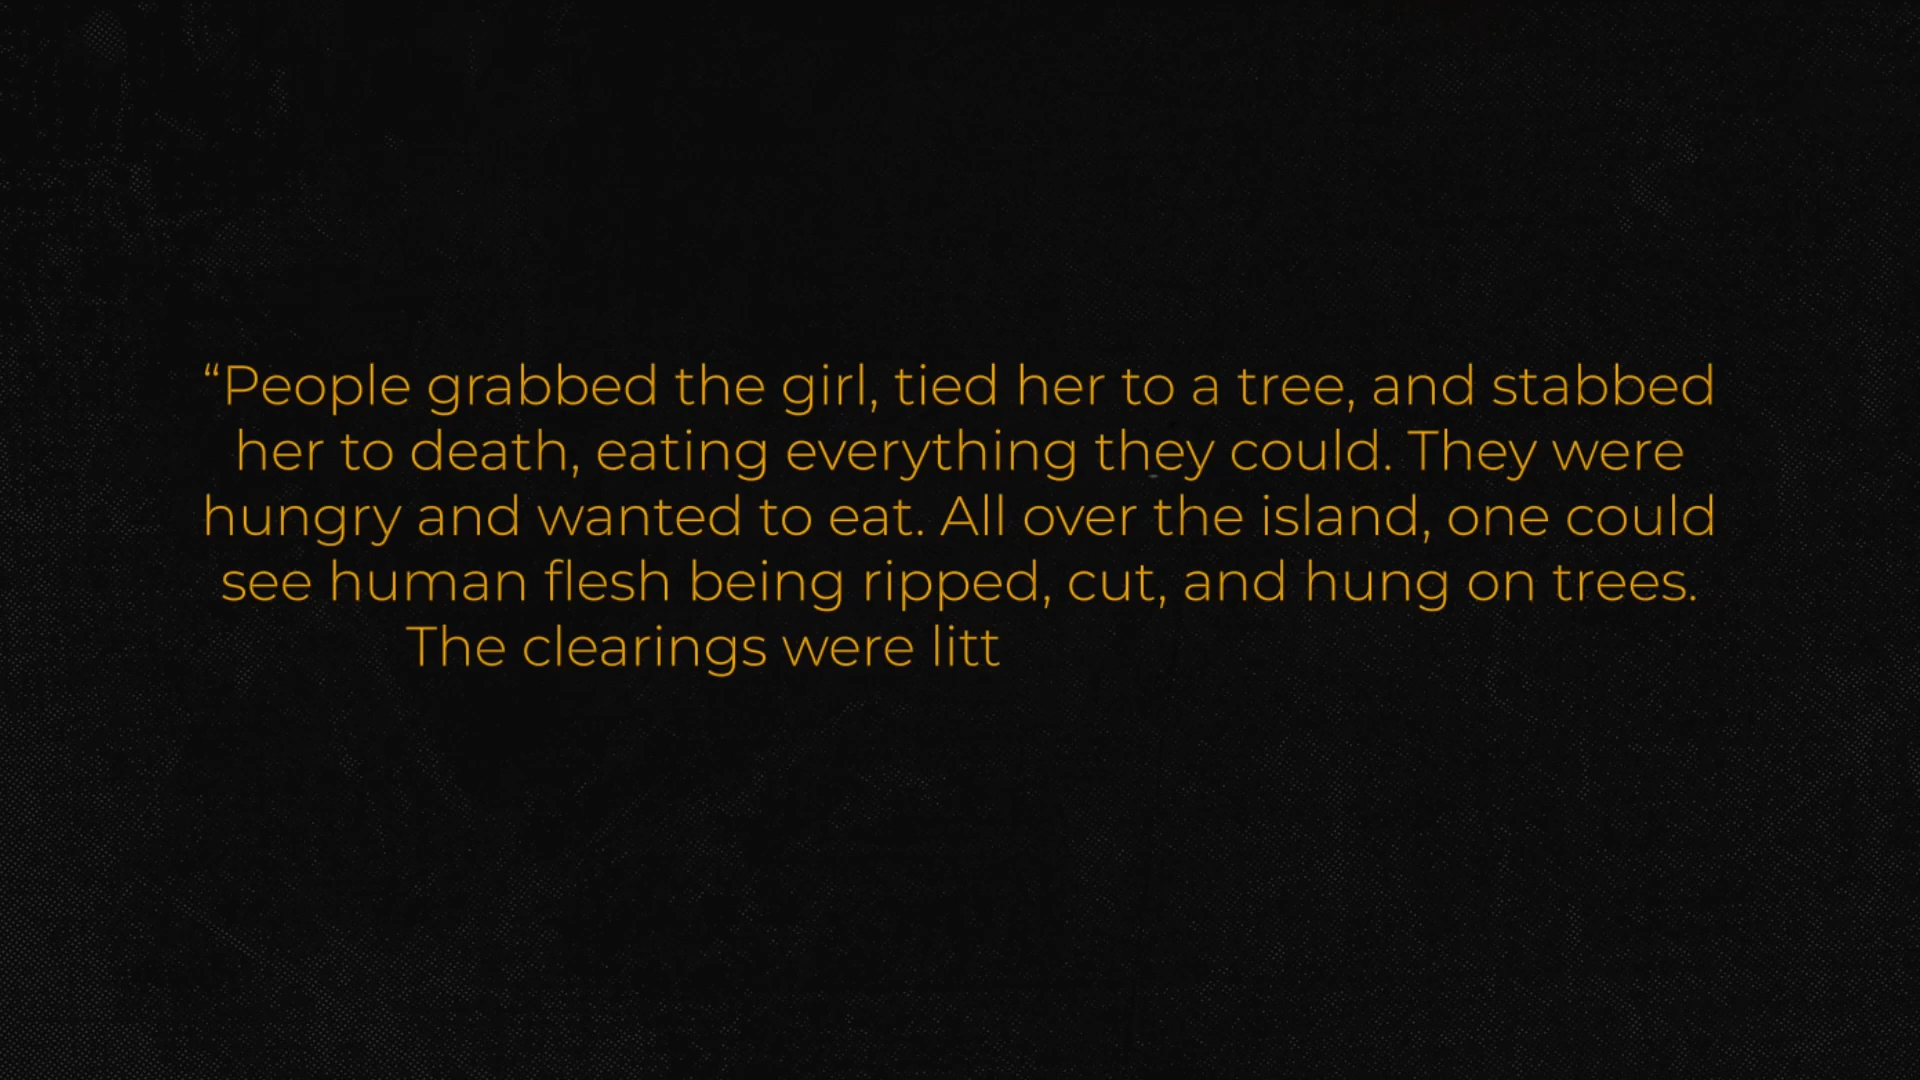 “People grabbed the girl, tied her to a tree, and stabbed
her to death, eating everything they could. They were
hungry and wanted to eat. All over the island, one could
see human flesh being ripped, cut, and hung on trees.
The clearings were litt